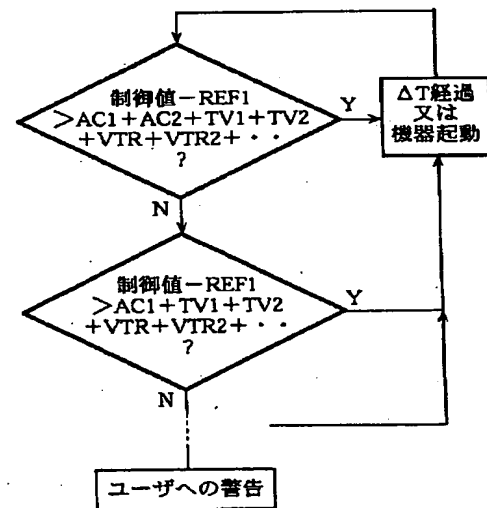 制御値－REF1
＞AC1＋AC2＋TV1＋TV2
＋VTR＋VTR2＋・・
?
Y
ΔT経過
又は
機器起動
N
制御値－REF1
＞AC1＋TV1＋TV2
＋VTR＋VTR2＋・・
?
Y
N
ユーザへの警告